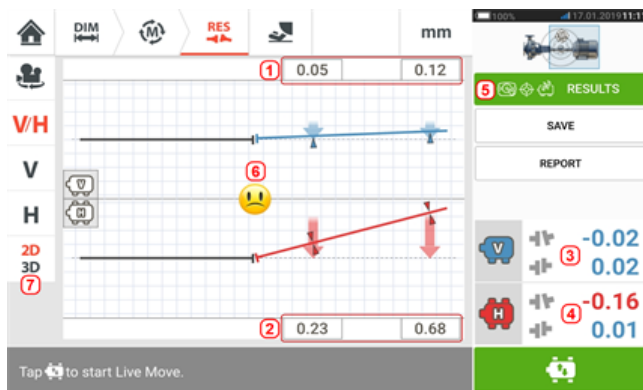 DIM
M
RES
mm
100%
17.01.2019 11:11
1
0.05
0.12
5
RESULTS
SAVE
V/H
REPORT
V
V
6
H
H
2D
3D
7
V
-0.02
3
0.02
H
-0.16
4
0.01
2
0.23
0.68
Tap to start Live Move.